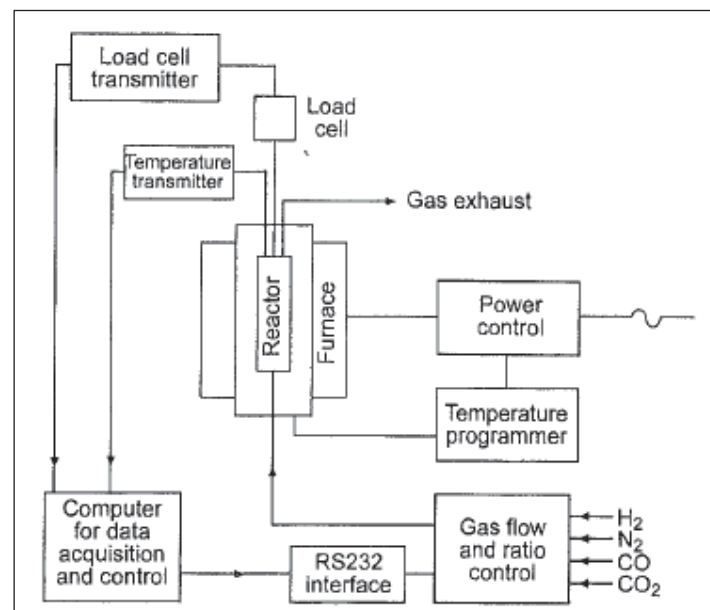 Load cell
transmitter
Load
cell
Temperature
transmitter
Gas exhaust
Reactor
Furnace
Power
control
Temperature
programmer
Computer
for data
acquisition
and control
RS232
interface
Gas flow
and ratio
control
H₂
N₂
CO
CO₂